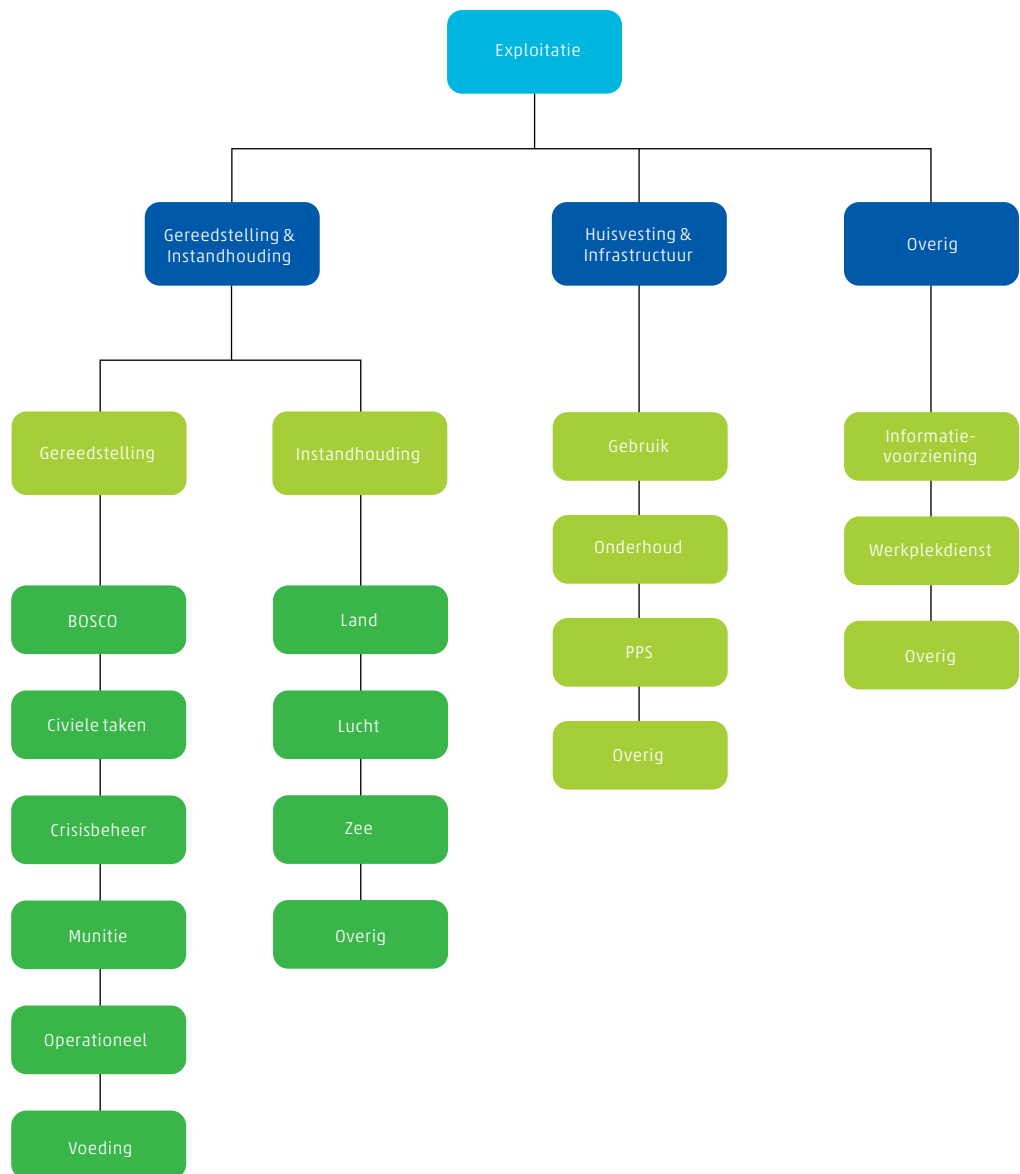 Exploitatie
Gereedstelling &
Instandhouding
Huisvesting &
Infrastructuur
Overig
Gereedstelling
Instandhouding
Gebruik
Informatie-
voorziening
Onderhoud
Werkplekdienst
BOSCO
Land
PPS
Overig
Civiele taken
Lucht
Overig
Crisisbeheer
Zee
Munitie
Overig
Operationeel
Voeding